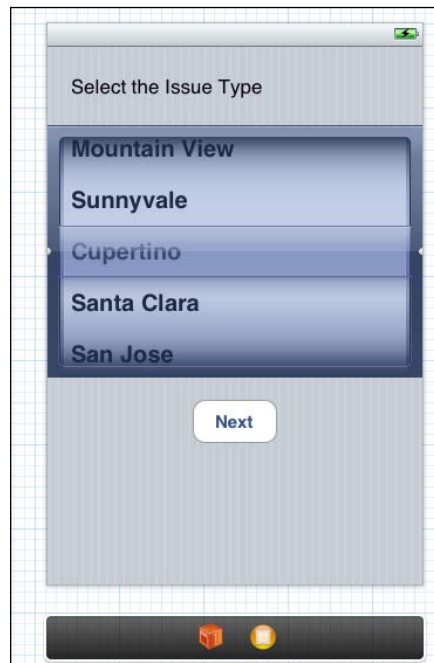 Select the Issue Type
Mountain View
Sunnyvale
Cupertino
Santa Clara
San Jose
Next